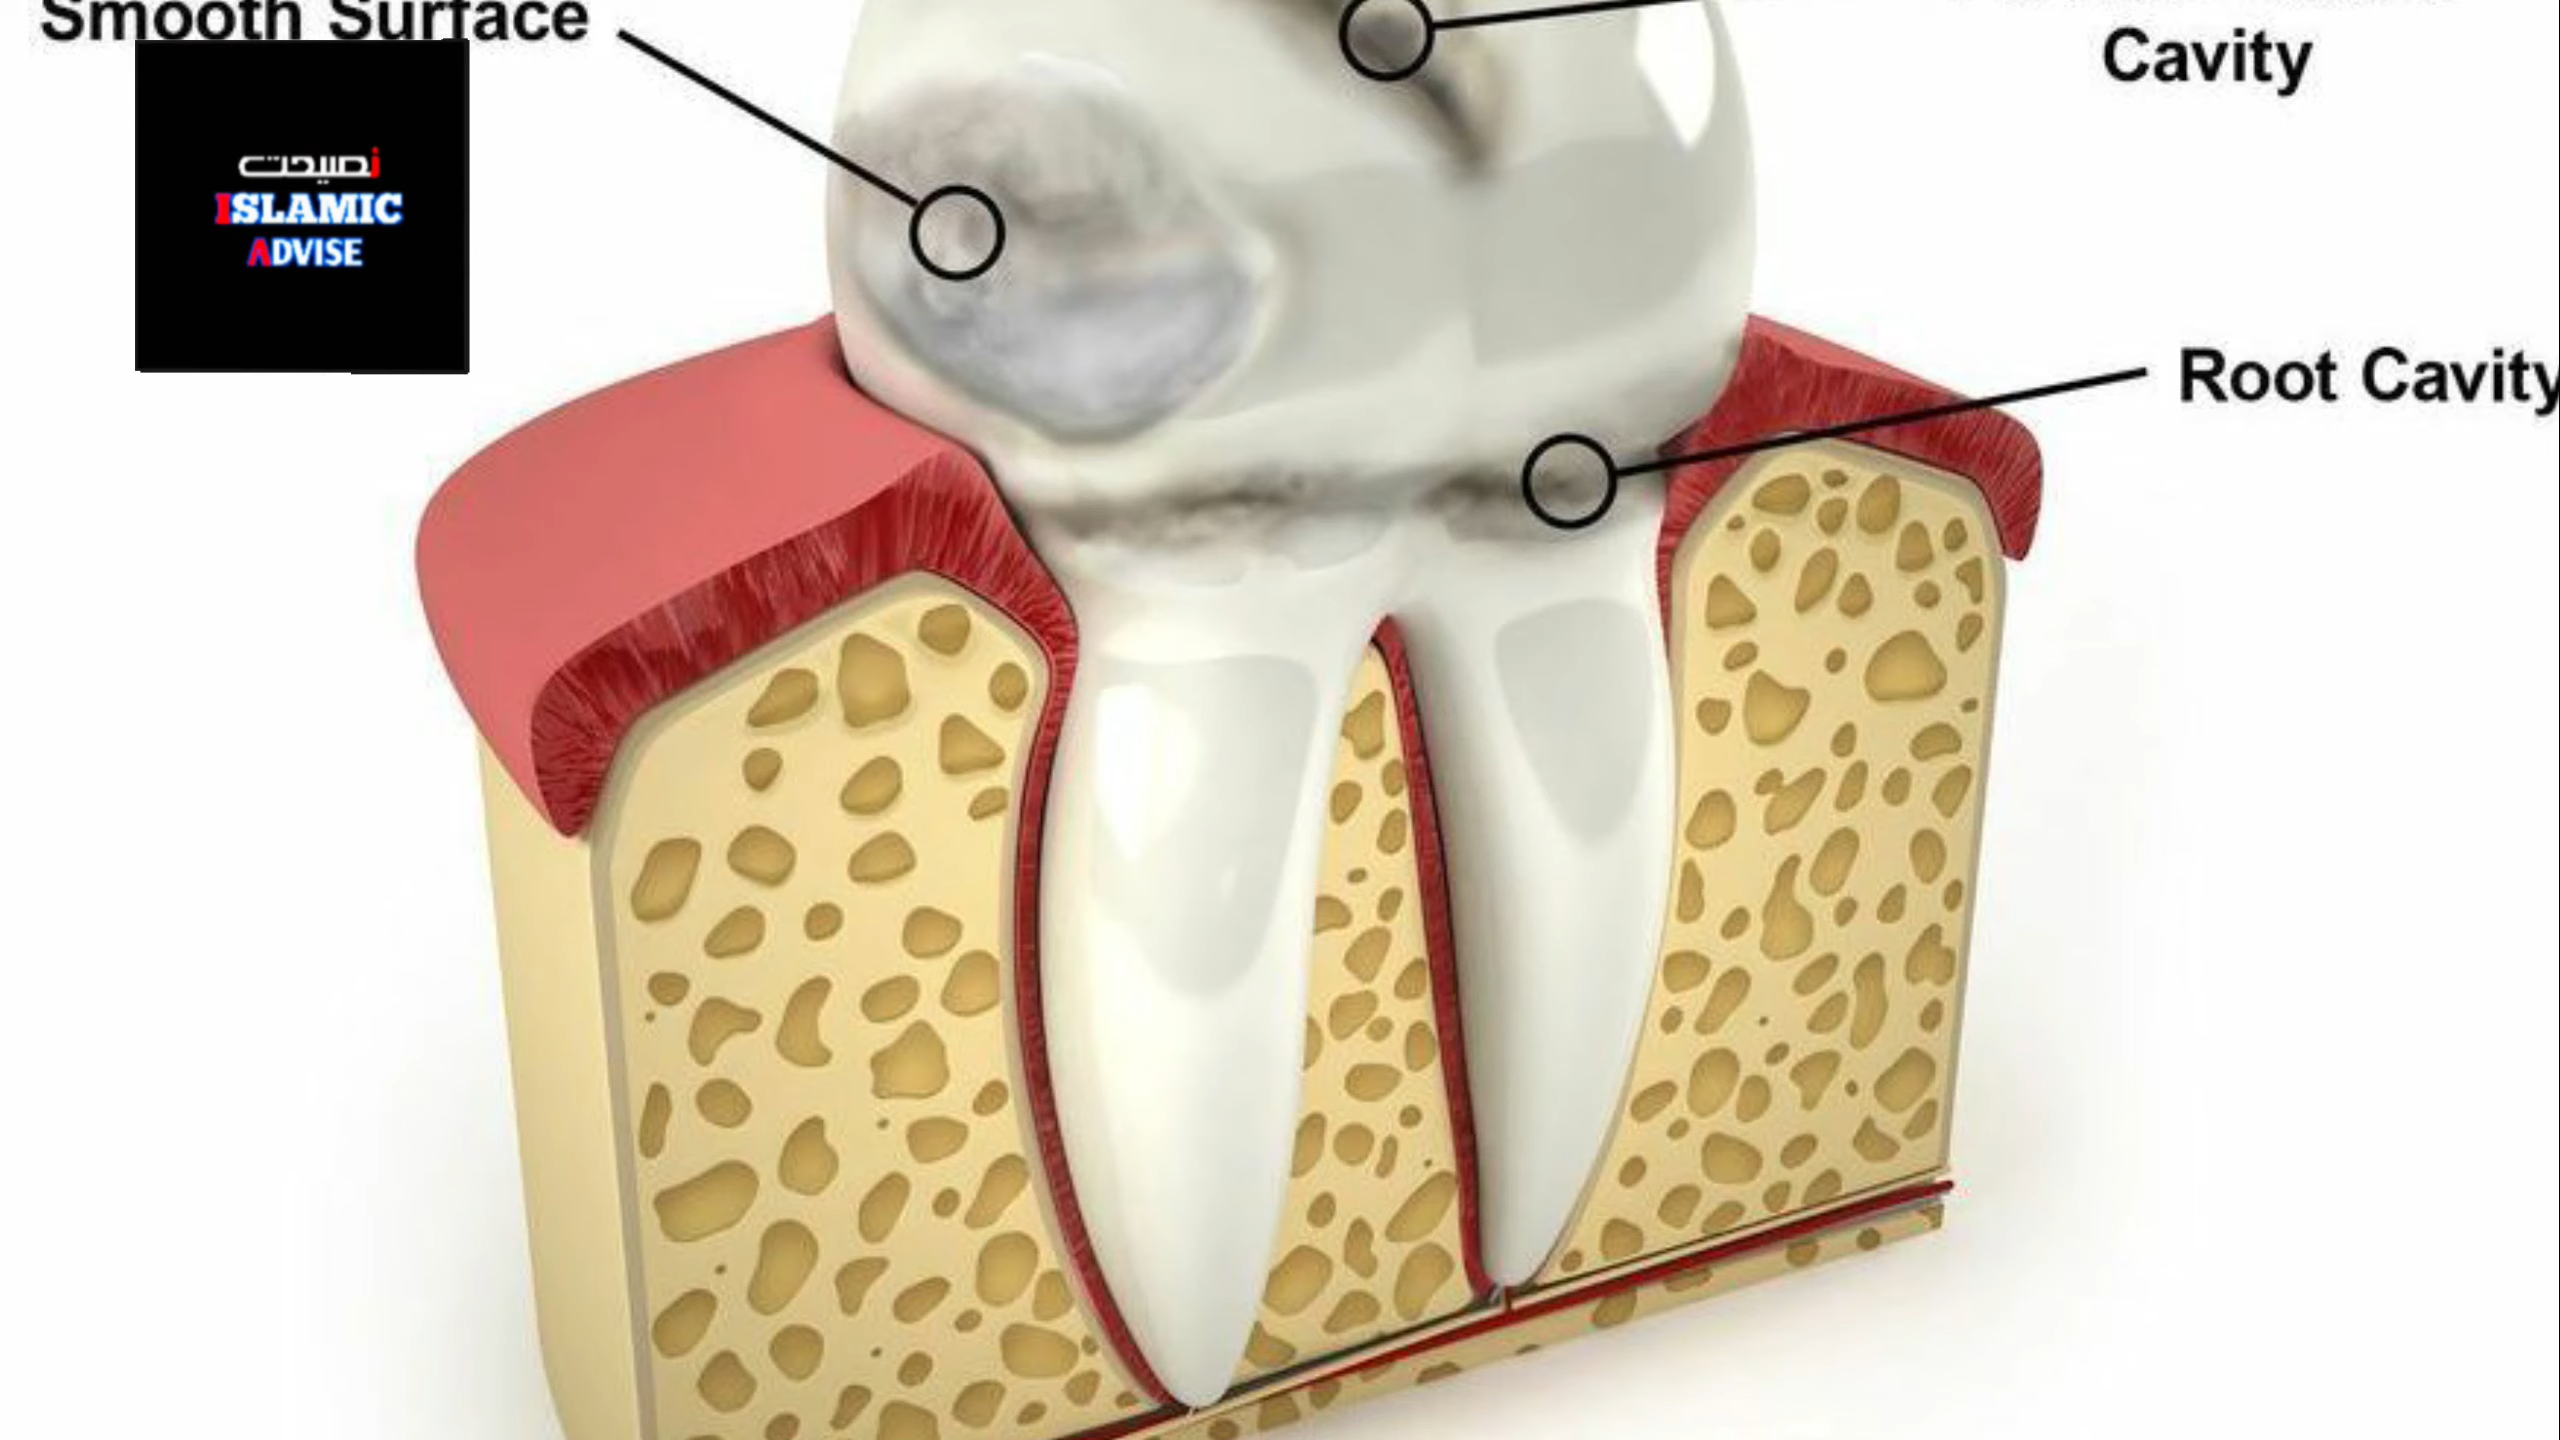 Smooth Surface
Cavity
نصیحت
ISLAMIC
ADVISE
Root Cavity